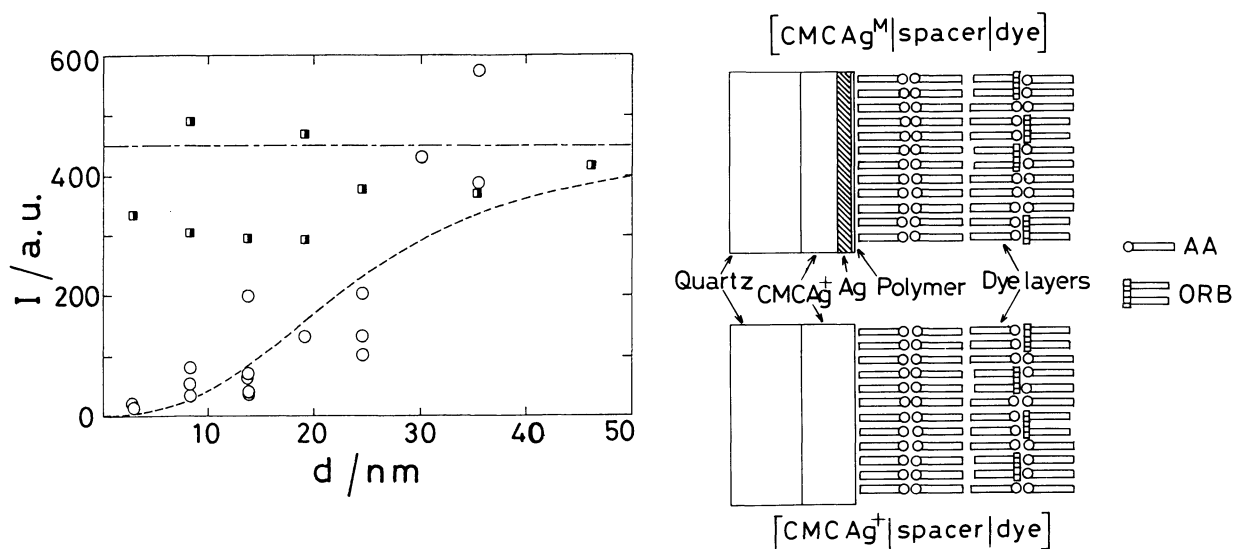 600
400
200
0
I / a.u.
10
20
30
40
50
d / nm
[CMCAgᴹ|spacer|dye]
Quartz
CMCAg⁺
Ag
Polymer
Dye layers
AA
ORB
[CMCAg⁺|spacer|dye]